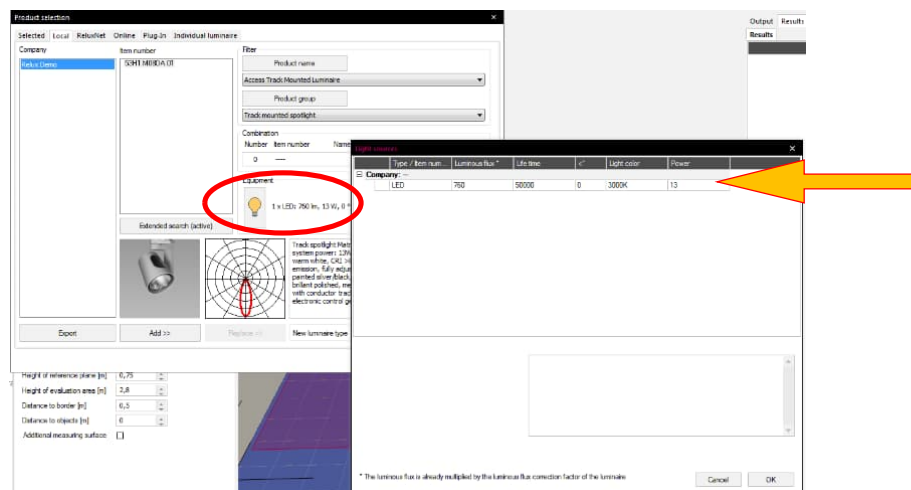 Product selection ×
Selected Local ReluxNet Online Plug-In Individual luminaire
Company
Relux Demo
Item number
S3H1 M08DA 01
Filter
Product name
Access Track Mounted Luminaire
Product group
Track mounted spotlight
Combination
Number Item number Name
0 —
Equipment
1 x LED: 760 lm, 13 W, 0 °
Extended search (active)
Track spotlight Matr
system power: 13W
warm white, CRI
emission, fully adju
painted silver/black,
brillant polished, me
with conductor trac
electronic control g
Export
Add >>
Replace >>
New luminaire type
Height of reference plane [m] 0,75
Height of evaluation area [m] 2,8
Distance to border [m] 0,5
Distance to objects [m] 0
Additional measuring surface
Output Results
Results
Light sources ×
Type / Item num... Luminous flux * Life time <° Light color Power
Company: --
LED 760 50000 0 3000K 13
* The luminous flux is already multiplied by the luminous flux correction factor of the luminaire
Cancel
OK